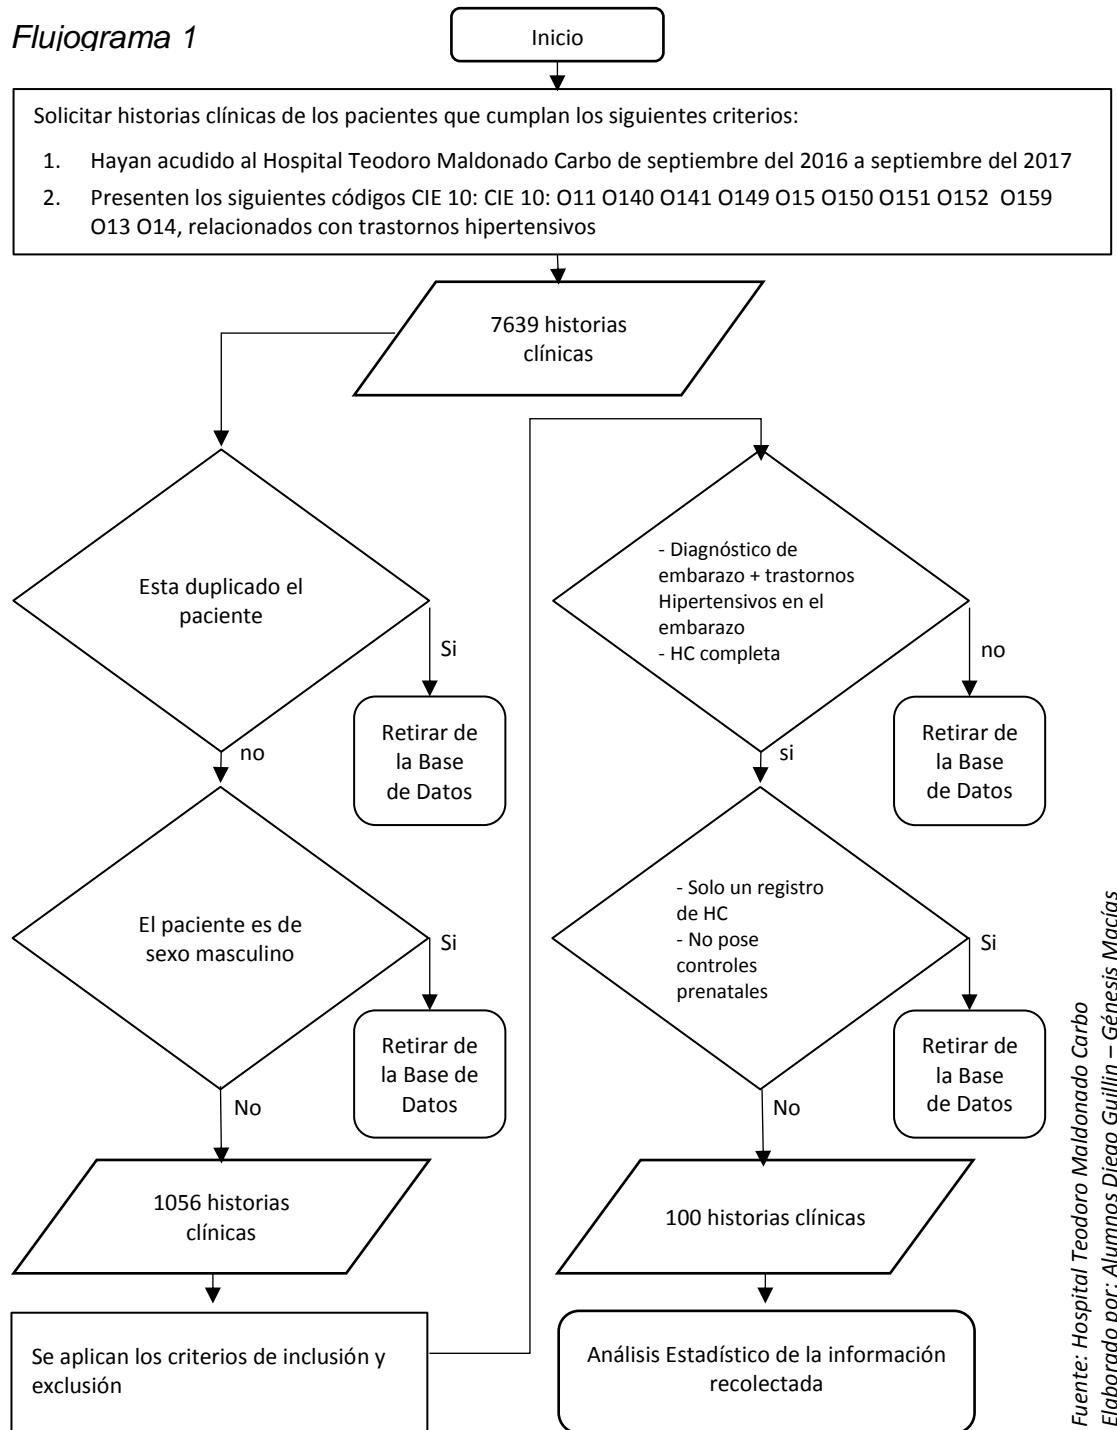 Flujograma 1
Inicio
Solicitar historias clínicas de los pacientes que cumplan los siguientes criterios:
1. Hayan acudido al Hospital Teodoro Maldonado Carbo de septiembre del 2016 a septiembre del 2017
2. Presenten los siguientes códigos CIE 10: CIE 10: O11 O140 O141 O149 O15 O150 O151 O152 O159
O13 O14, relacionados con trastornos hipertensivos
7639 historias
clínicas
Esta duplicado el
paciente
Si
Retirar de
la Base
de Datos
no
El paciente es de
sexo masculino
Si
Retirar de
la Base de
Datos
No
1056 historias
clínicas
Se aplican los criterios de inclusión y
exclusión
- Diagnóstico de
embarazo + trastornos
Hipertensivos en el
embarazo
- HC completa
no
Retirar de
la Base
de Datos
si
- Solo un registro
de HC
- No pose
controles
prenatales
Si
Retirar de
la Base
de Datos
No
100 historias clínicas
Análisis Estadístico de la información
recolectada
Fuente: Hospital Teodoro Maldonado Carbo
Elaborado por: Alumnos Diego Guillin – Génesis Macías